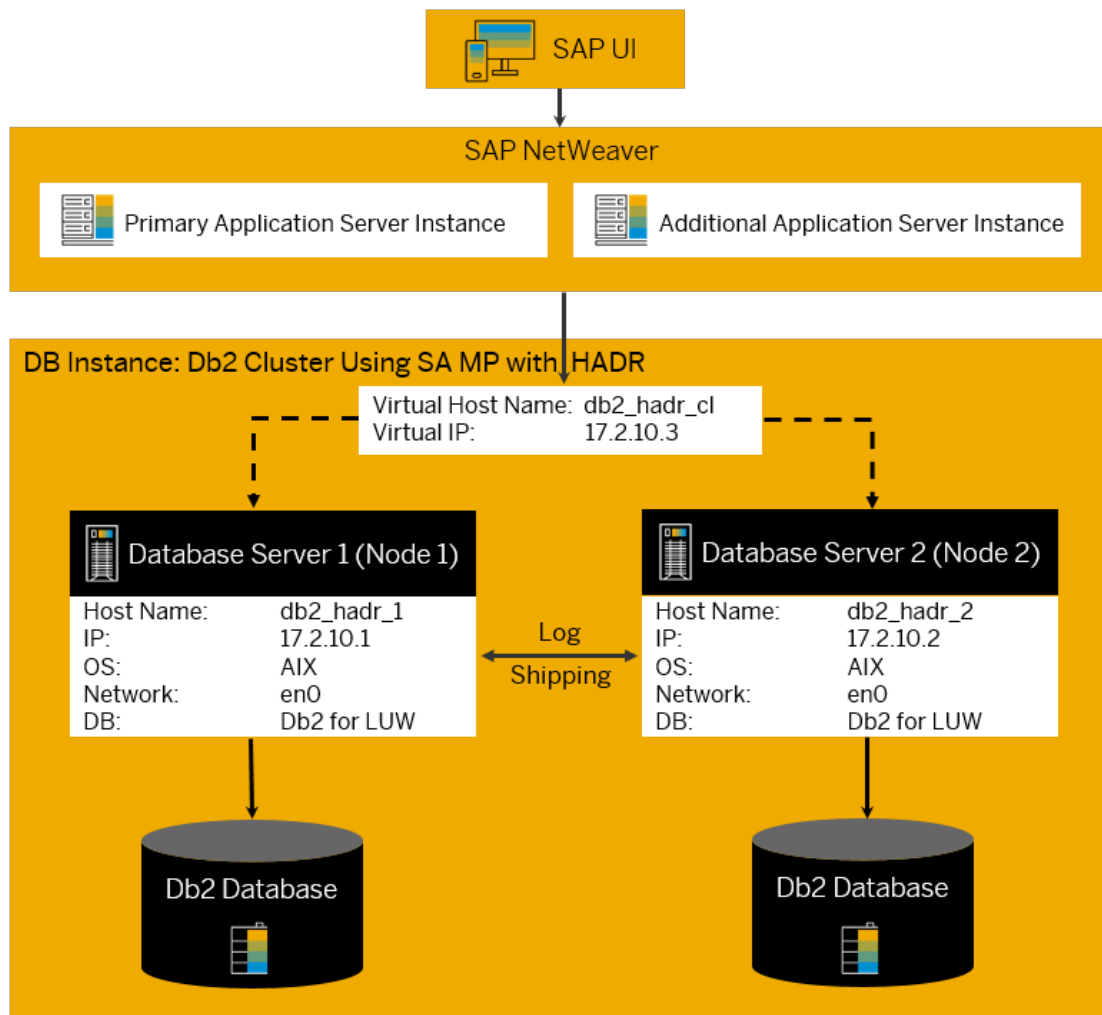 SAP UI
SAP NetWeaver
Primary Application Server Instance
Additional Application Server Instance
DB Instance: Db2 Cluster Using SA MP with HADR
Virtual Host Name: db2_hadr_cl
Virtual IP: 17.2.10.3
Database Server 1 (Node 1)
Host Name: db2_hadr_1
IP: 17.2.10.1
OS: AIX
Network: en0
DB: Db2 for LUW
Log
Shipping
Database Server 2 (Node 2)
Host Name: db2_hadr_2
IP: 17.2.10.2
OS: AIX
Network: en0
DB: Db2 for LUW
Db2 Database
Db2 Database